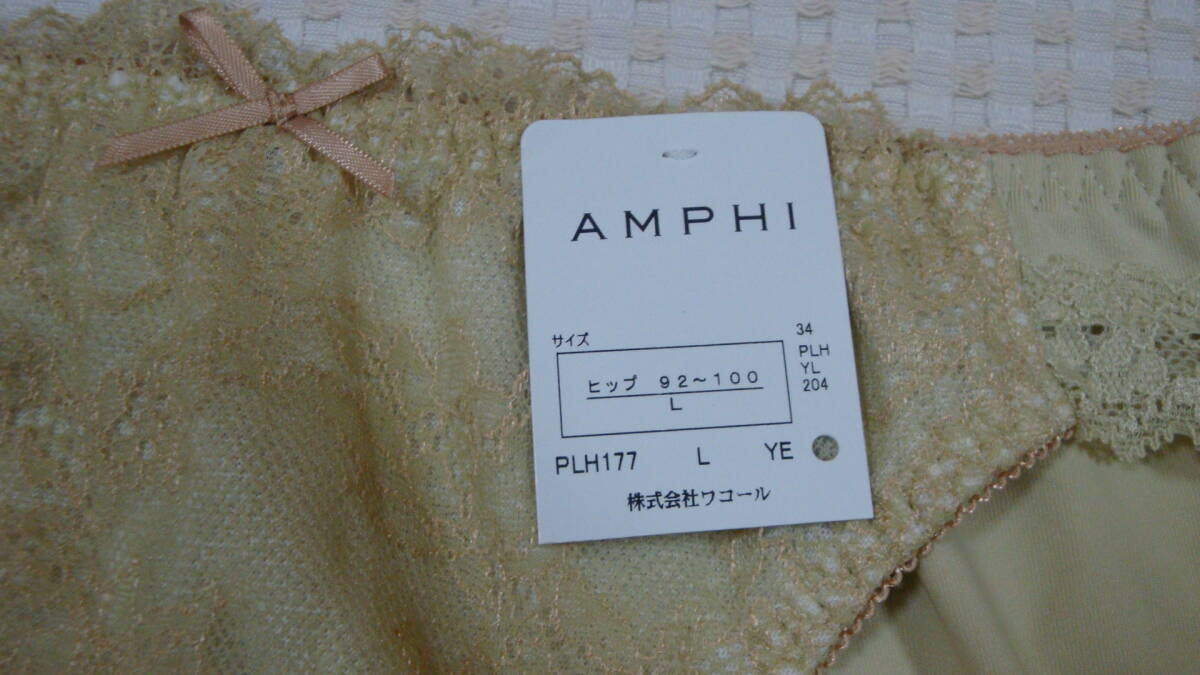 AMPHI
サイズ
ヒップ 92〜100
L
34
PLH
YL
204
PLH177 L YE
株式会社ワコール